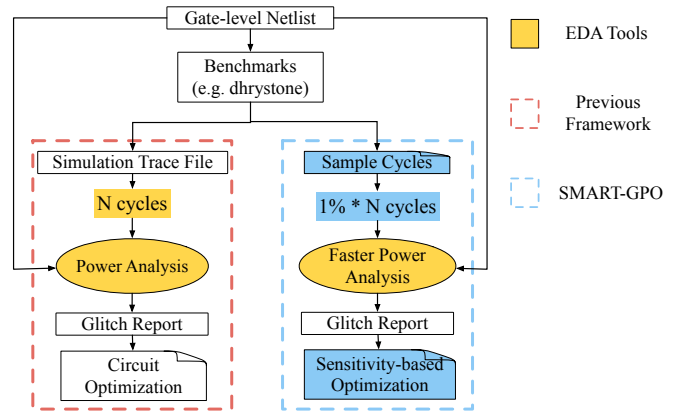 Gate-level Netlist
Benchmarks
(e.g. dhrystone)
Simulation Trace File
N cycles
Power Analysis
Glitch Report
Circuit
Optimization
Sample Cycles
1% * N cycles
Faster Power
Analysis
Glitch Report
Sensitivity-based
Optimization
EDA Tools
Previous
Framework
SMART-GPO